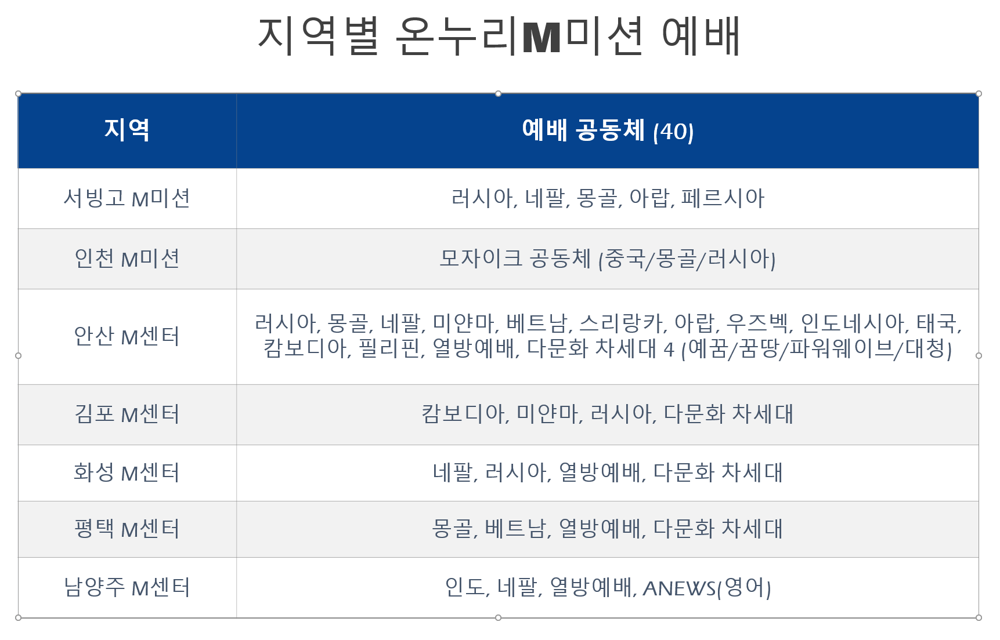 지역별 온누리M미션 예배
지역
예배 공동체 (40)
서빙고 M미션
러시아, 네팔, 몽골, 아랍, 페르시아
인천 M미션
모자이크 공동체 (중국/몽골/러시아)
안산 M센터
러시아, 몽골, 네팔, 미얀마, 베트남, 스리랑카, 아랍, 우즈벡, 인도네시아, 태국,
캄보디아, 필리핀, 열방예배, 다문화 차세대 4 (예꿈/꿈땅/파워웨이브/대청)
김포 M센터
캄보디아, 미얀마, 러시아, 다문화 차세대
화성 M센터
네팔, 러시아, 열방예배, 다문화 차세대
평택 M센터
몽골, 베트남, 열방예배, 다문화 차세대
남양주 M센터
인도, 네팔, 열방예배, ANEWS(영어)